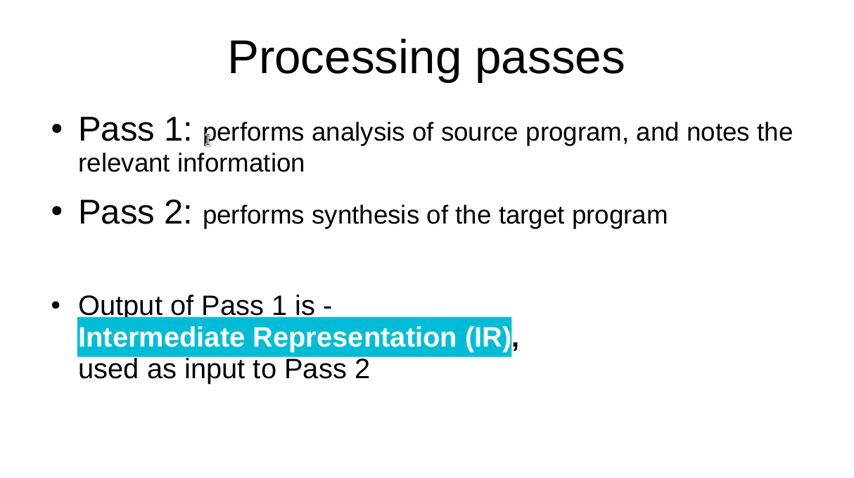 Processing passes
• Pass 1: performs analysis of source program, and notes the
relevant information
• Pass 2: performs synthesis of the target program
• Output of Pass 1 is -
Intermediate Representation (IR),
used as input to Pass 2